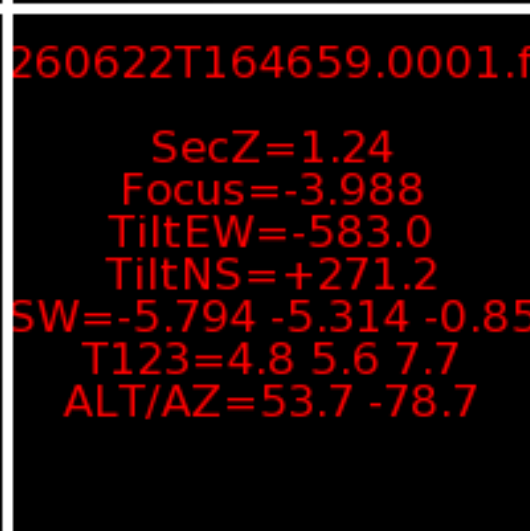 260622T164659.0001.f
SecZ=1.24
Focus=-3.988
TiltEW=-583.0
TiltNS=+271.2
SW=-5.794 -5.314 -0.85
T123=4.8 5.6 7.7
ALT/AZ=53.7 -78.7